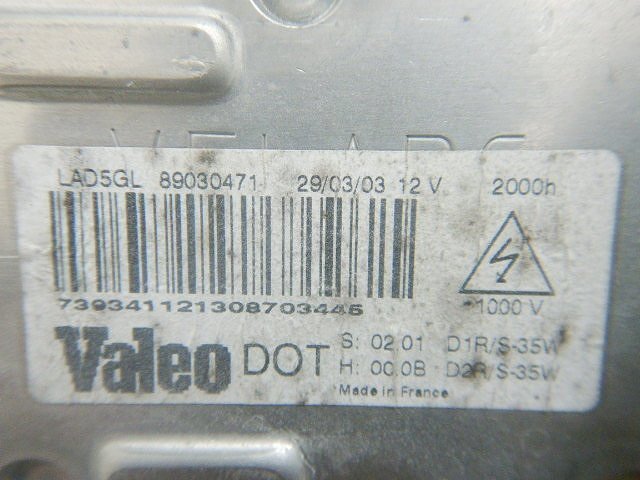 LAD5GL 89030471 29/03/03 12 V 2000h
739341121308703446
1000 V
Valeo DOT S: 02.01 D1R/S-35W
H: 00.0B D2R/S-35W
Made in France